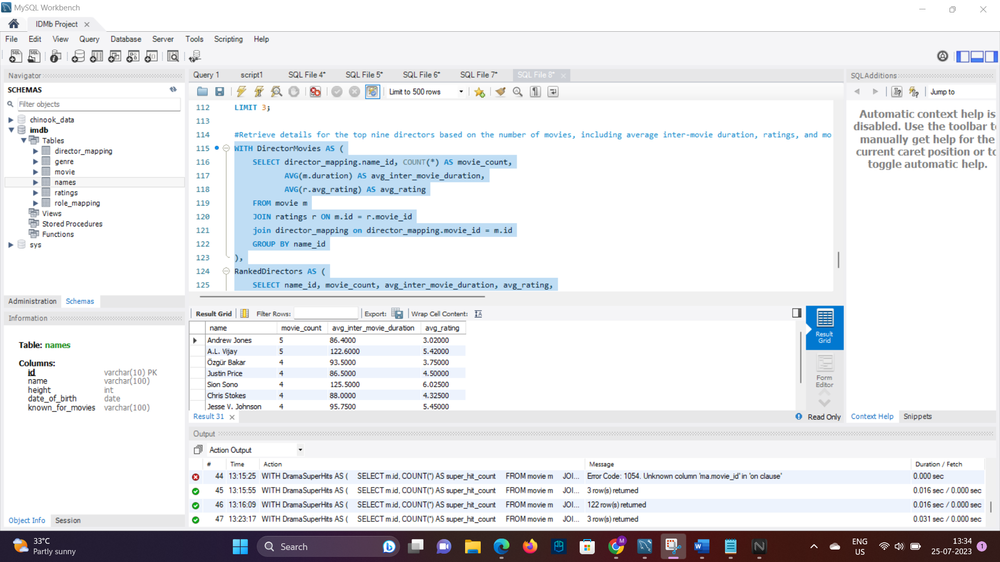 MySQL Workbench
IDMb Project
File Edit View Query Database Server Tools Scripting Help
Navigator
SCHEMAS
Filter objects
chinook_data
imdb
Tables
director_mapping
genre
movie
names
ratings
role_mapping
Views
Stored Procedures
Functions
sys
Administration Schemas
Information
Table: names
Columns:
id varchar(10) PK
name varchar(100)
height int
date_of_birth date
known_for_movies varchar(100)
Object Info Session
Query 1 script1 SQL File 4* SQL File 5* SQL File 6* SQL File 7* SQL File 8*
Limit to 500 rows
112 LIMIT 3;
113
114 #Retrieve details for the top nine directors based on the number of movies, including average inter-movie duration, ratings, and mo
115 WITH DirectorMovies AS (
116 SELECT director_mapping.name_id, COUNT(*) AS movie_count,
117 AVG(m.duration) AS avg_inter_movie_duration,
118 AVG(r.avg_rating) AS avg_rating
119 FROM movie m
120 JOIN ratings r ON m.id = r.movie_id
121 join director_mapping on director_mapping.movie_id = m.id
122 GROUP BY name_id
123 ),
124 RankedDirectors AS (
125 SELECT name_id, movie_count, avg_inter_movie_duration, avg_rating,
Result Grid Filter Rows: Export: Wrap Cell Content:
name movie_count avg_inter_movie_duration avg_rating
Andrew Jones 5 86.4000 3.02000
A.L. Vijay 5 122.6000 5.42000
Özgür Bakar 4 93.5000 3.75000
Justin Price 4 86.5000 4.50000
Sion Sono 4 125.5000 6.02500
Chris Stokes 4 88.0000 4.32500
Jesse V. Johnson 4 95.7500 5.45000
Result
Grid
Form
Editor
Result 31
Read Only
SQLAdditions
Jump to
Automatic context help is
disabled. Use the toolbar to
manually get help for the
current caret position or to
toggle automatic help.
Context Help Snippets
Output
Action Output
# Time Action Message Duration / Fetch
44 13:15:25 WITH DramaSuperHits AS ( SELECT m.id, COUNT(*) AS super_hit_count FROM movie m JOI... Error Code: 1054. Unknown column 'ma.movie_id' in 'on clause' 0.000 sec
45 13:15:55 WITH DramaSuperHits AS ( SELECT m.id, COUNT(*) AS super_hit_count FROM movie m JOI... 3 row(s) returned 0.016 sec / 0.000 sec
46 13:16:09 WITH DramaSuperHits AS ( SELECT m.id, COUNT(*) AS super_hit_count FROM movie m JOI... 122 row(s) returned 0.016 sec / 0.000 sec
47 13:23:17 WITH DramaSuperHits AS ( SELECT m.id, COUNT(*) AS super_hit_count FROM movie m JOI... 3 row(s) returned 0.031 sec / 0.000 sec
33°C
Partly sunny
Search
ENG
US
13:34
25-07-2023
1